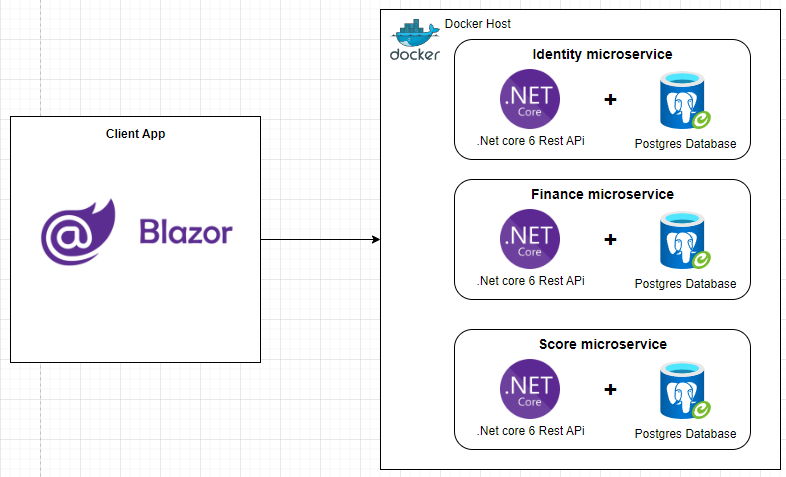 Docker Host
docker
Identity microservice
.NET
Core
+
.Net core 6 Rest APi
Postgres Database
Client App
@ Blazor
Finance microservice
.NET
Core
+
.Net core 6 Rest APi
Postgres Database
Score microservice
.NET
Core
+
.Net core 6 Rest APi
Postgres Database